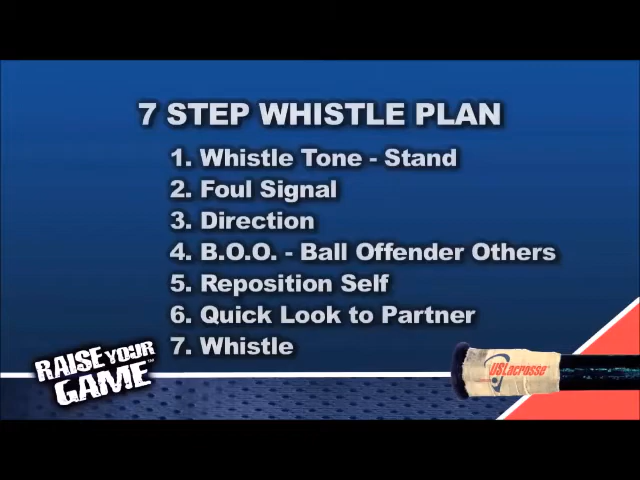 7 STEP WHISTLE PLAN
1. Whistle Tone - Stand
2. Foul Signal
3. Direction
4. B.O.O. - Ball Offender Others
5. Reposition Self
6. Quick Look to Partner
7. Whistle
RAISE YOUR
GAME™
USLacrosse